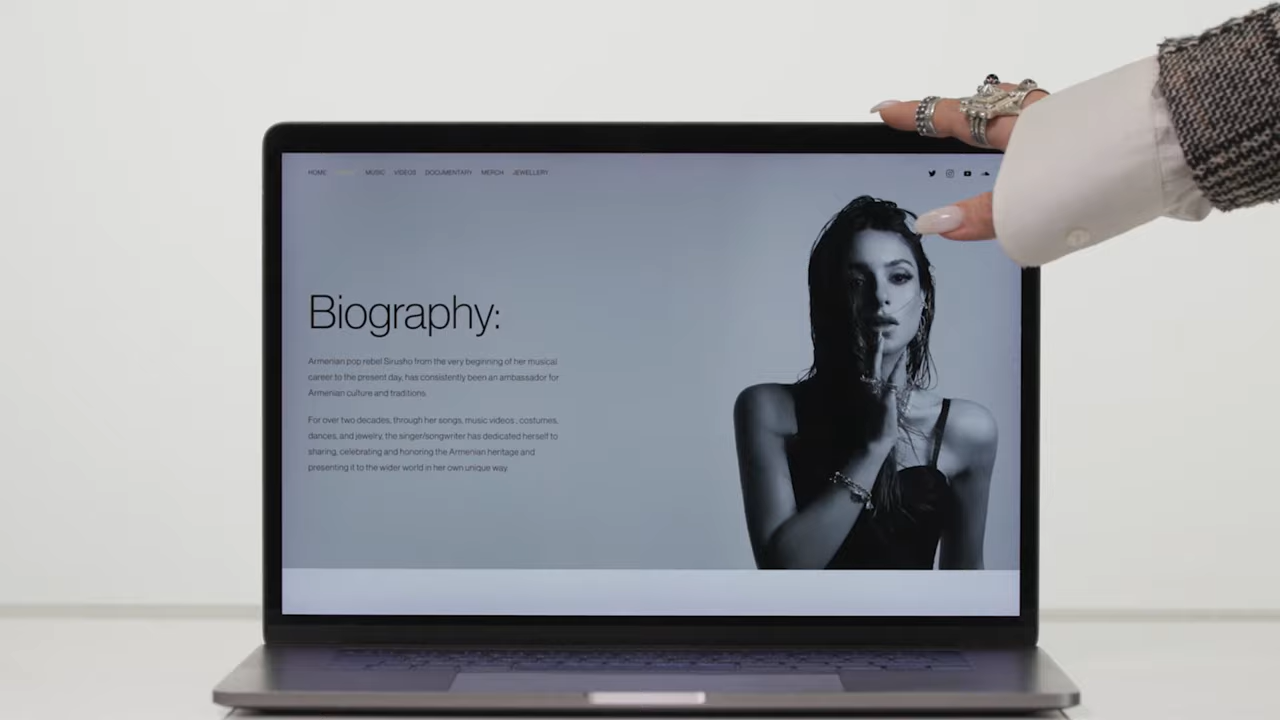 HOME MUSIC VIDEOS DOCUMENTARY MERCH JEWELLERY
Biography:
Armenian pop rebel Sirusho from the very beginning of her musical
career to the present day, has consistently been an ambassador for
Armenian culture and traditions.
For over two decades, through her songs, music videos , costumes,
dances, and jewelry, the singer/songwriter has dedicated herself to
sharing, celebrating and honoring the Armenian heritage and
presenting it to the wider world in her own unique way.